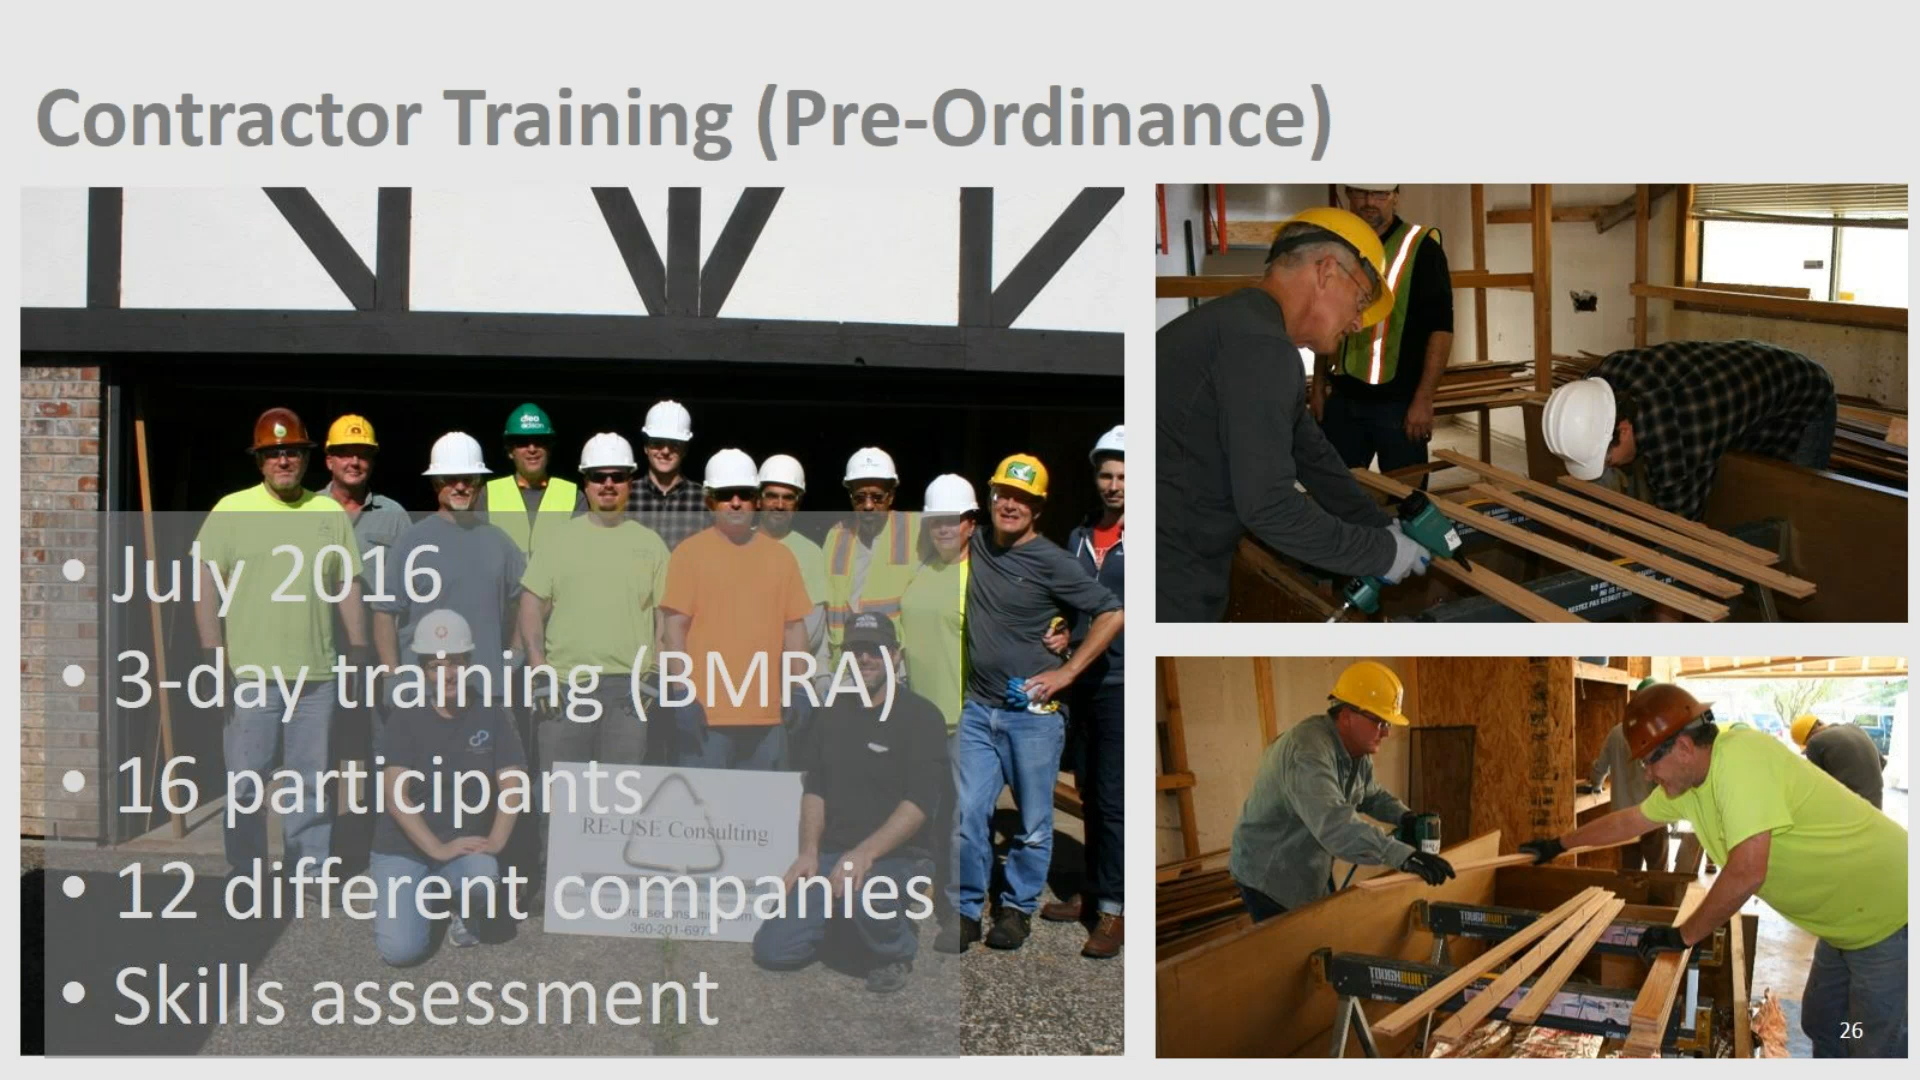 Contractor Training (Pre-Ordinance)
• July 2016
• 3-day training (BMRA)
• 16 participants
• 12 different companies
• Skills assessment
RE-USE Consulting
360-201-697
TOUGHBUILT
TOUGHBUILT
26